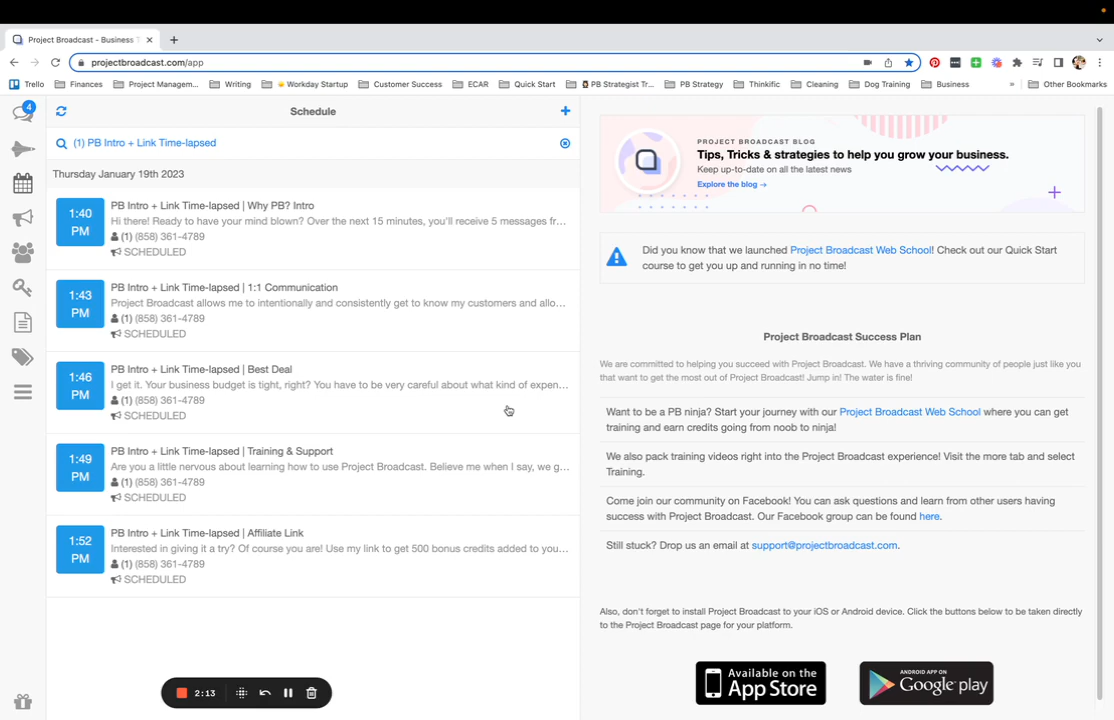 Project Broadcast - Business T
projectbroadcast.com/app
Trello
Finances
Project Managem...
Writing
Workday Startup
Customer Success
ECAR
Quick Start
PB Strategist Tr...
PB Strategy
Thinkific
Cleaning
Dog Training
Business
»
Other Bookmarks
4
Schedule
(1) PB Intro + Link Time-lapsed
Thursday January 19th 2023
1:40 PM
PB Intro + Link Time-lapsed | Why PB? Intro
Hi there! Ready to have your mind blown? Over the next 15 minutes, you'll receive 5 messages fr...
(1) (858) 361-4789
SCHEDULED
1:43 PM
PB Intro + Link Time-lapsed | 1:1 Communication
Project Broadcast allows me to intentionally and consistently get to know my customers and allo...
(1) (858) 361-4789
SCHEDULED
1:46 PM
PB Intro + Link Time-lapsed | Best Deal
I get it. Your business budget is tight, right? You have to be very careful about what kind of expen...
(1) (858) 361-4789
SCHEDULED
1:49 PM
PB Intro + Link Time-lapsed | Training & Support
Are you a little nervous about learning how to use Project Broadcast. Believe me when I say, we g...
(1) (858) 361-4789
SCHEDULED
1:52 PM
PB Intro + Link Time-lapsed | Affiliate Link
Interested in giving it a try? Of course you are! Use my link to get 500 bonus credits added to you...
(1) (858) 361-4789
SCHEDULED
2:13
PROJECT BROADCAST BLOG
Tips, Tricks & strategies to help you grow your business.
Keep up-to-date on all the latest news
Explore the blog →
Did you know that we launched Project Broadcast Web School! Check out our Quick Start
course to get you up and running in no time!
Project Broadcast Success Plan
We are committed to helping you succeed with Project Broadcast. We have a thriving community of people just like you
that want to get the most out of Project Broadcast! Jump in! The water is fine!
Want to be a PB ninja? Start your journey with our Project Broadcast Web School where you can get
training and earn credits going from noob to ninja!
We also pack training videos right into the Project Broadcast experience! Visit the more tab and select
Training.
Come join our community on Facebook! You can ask questions and learn from other users having
success with Project Broadcast. Our Facebook group can be found here.
Still stuck? Drop us an email at support@projectbroadcast.com.
Also, don't forget to install Project Broadcast to your iOS or Android device. Click the buttons below to be taken directly
to the Project Broadcast page for your platform.
Available on the
App Store
ANDROID APP ON
Google play